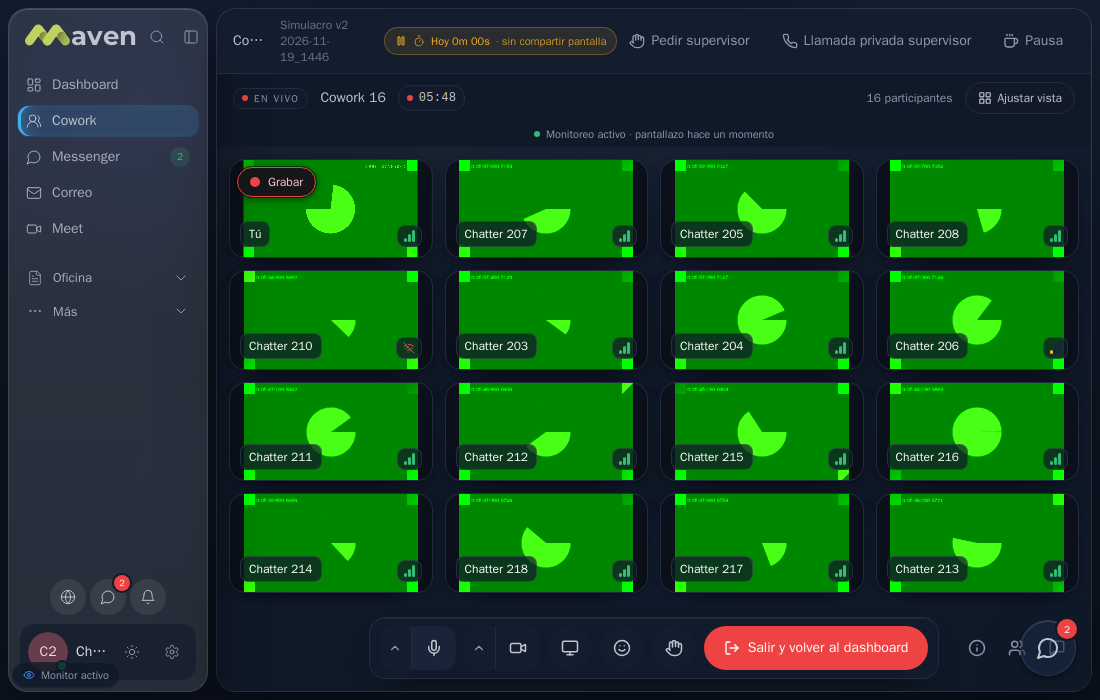 Maven
Dashboard
Cowork
Messenger
2
Correo
Meet
Oficina
Más
2
C2
Ch···
Monitor activo
Co···
Simulacro v2
2026-11-
19_1446
Hoy 0m 00s · sin compartir pantalla
Pedir supervisor
Llamada privada supervisor
Pausa
EN VIVO
Cowork 16
05:48
16 participantes
Ajustar vista
Monitoreo activo · pantallazo hace un momento
Grabar
Tú
Chatter 207
Chatter 205
Chatter 208
Chatter 210
Chatter 203
Chatter 204
Chatter 206
Chatter 211
Chatter 212
Chatter 215
Chatter 216
Chatter 214
Chatter 218
Chatter 217
Chatter 213
Salir y volver al dashboard
2